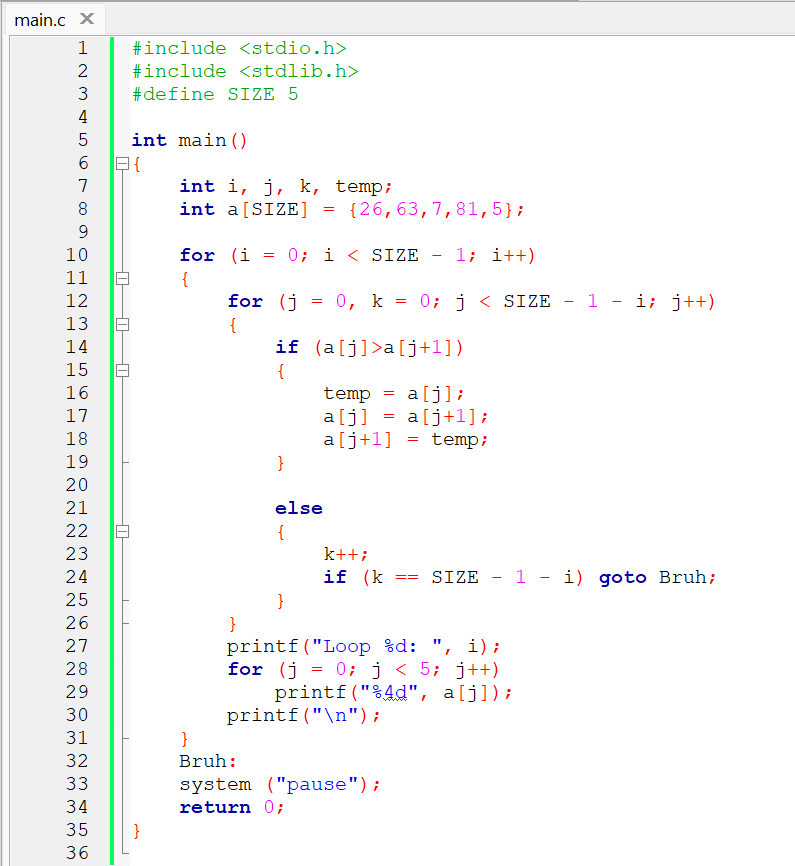 main.c ✕
1 #include <stdio.h>
2 #include <stdlib.h>
3 #define SIZE 5
4
5 int main()
6 {
7     int i, j, k, temp;
8     int a[SIZE] = {26,63,7,81,5};
9
10     for (i = 0; i < SIZE - 1; i++)
11     {
12         for (j = 0, k = 0; j < SIZE - 1 - i; j++)
13         {
14             if (a[j]>a[j+1])
15             {
16                 temp = a[j];
17                 a[j] = a[j+1];
18                 a[j+1] = temp;
19             }
20
21             else
22             {
23                 k++;
24                 if (k == SIZE - 1 - i) goto Bruh;
25             }
26         }
27         printf("Loop %d: ", i);
28         for (j = 0; j < 5; j++)
29             printf("%4d", a[j]);
30         printf("\n");
31     }
32     Bruh:
33     system ("pause");
34     return 0;
35 }
36